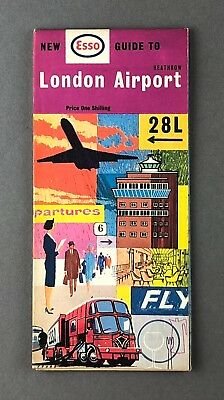 NEW Esso GUIDE TO
HEATHROW
London Airport
Price One Shilling
28L
partures
6
FLY